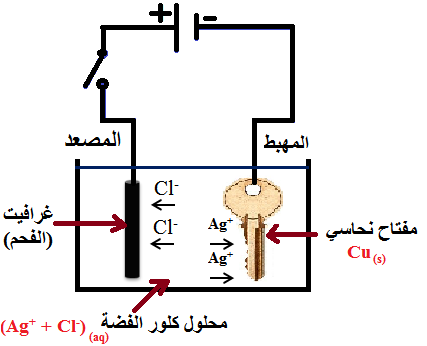 + -
المصعد
المهبط
Cl-
غرافيت
(الفحم)
Cl-
Ag+
Ag+
مفتاح نحاسي
Cu (s)
محلول كلور الفضة
(Ag+ + Cl-) (aq)